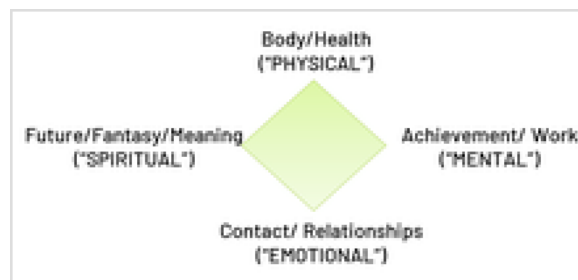 Body/Health
("PHYSICAL")
Future/Fantasy/Meaning
("SPIRITUAL")
Achievement/ Work
("MENTAL")
Contact/ Relationships
("EMOTIONAL")